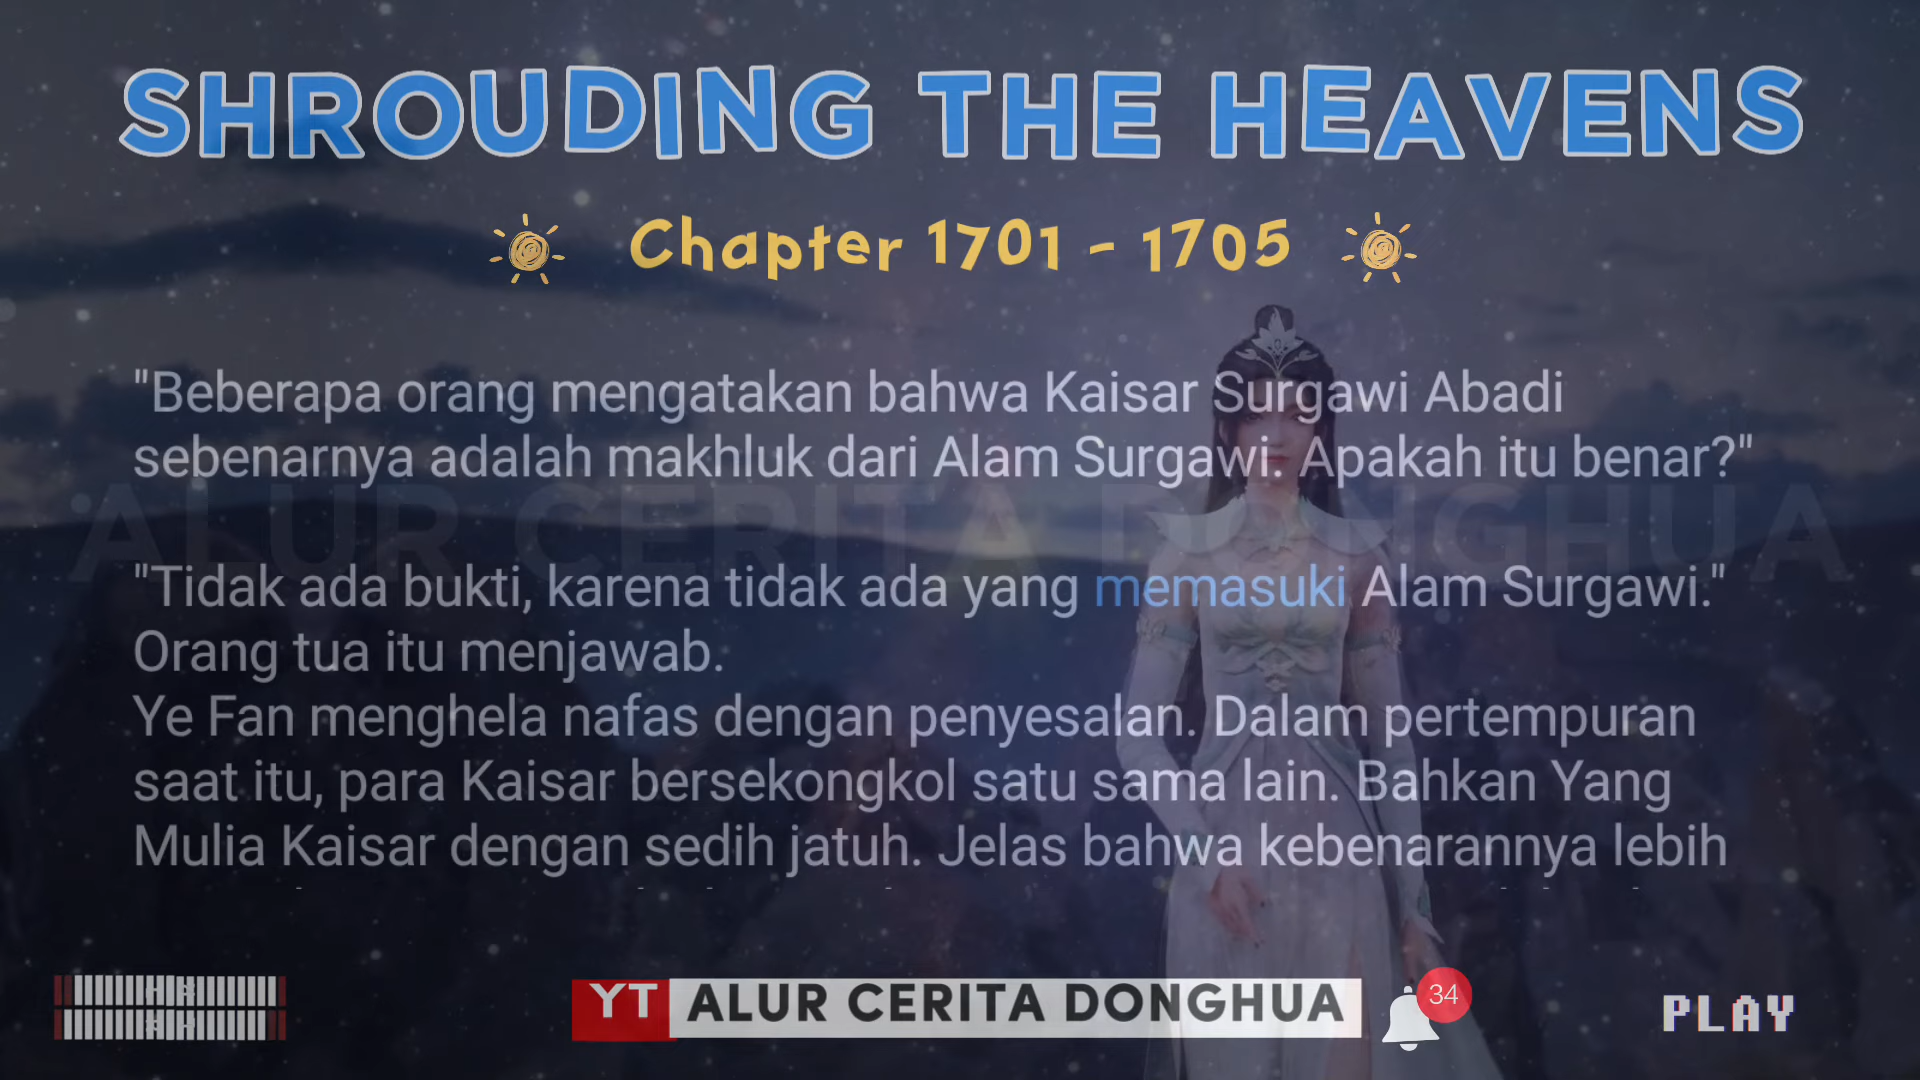 SHROUDING THE HEAVENS
Chapter 1701 - 1705
"Beberapa orang mengatakan bahwa Kaisar Surgawi Abadi
sebenarnya adalah makhluk dari Alam Surgawi. Apakah itu benar?"
ALUR CERITA DONGHUA
"Tidak ada bukti, karena tidak ada yang memasuki Alam Surgawi."
Orang tua itu menjawab.
Ye Fan menghela nafas dengan penyesalan. Dalam pertempuran
saat itu, para Kaisar bersekongkol satu sama lain. Bahkan Yang
Mulia Kaisar dengan sedih jatuh. Jelas bahwa kebenarannya lebih
YT ALUR CERITA DONGHUA 34
PLAY